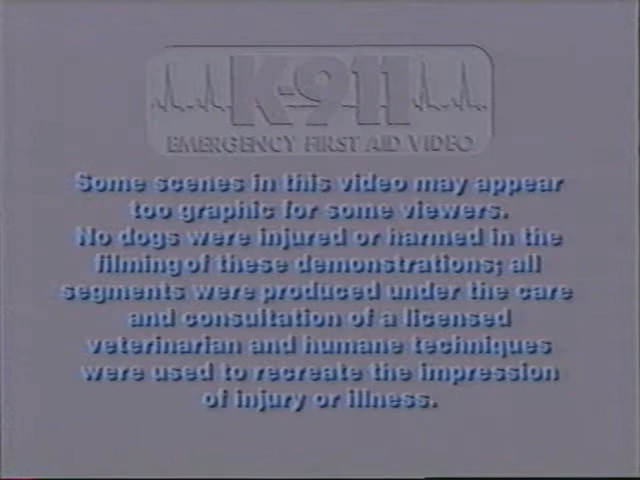 K-911
EMERGENCY FIRST AID VIDEO
Some scenes in this video may appear
too graphic for some viewers.
No dogs were injured or harmed in the
filming of these demonstrations; all
segments were produced under the care
and consultation of a licensed
veterinarian and humane techniques
were used to recreate the impression
of injury or illness.